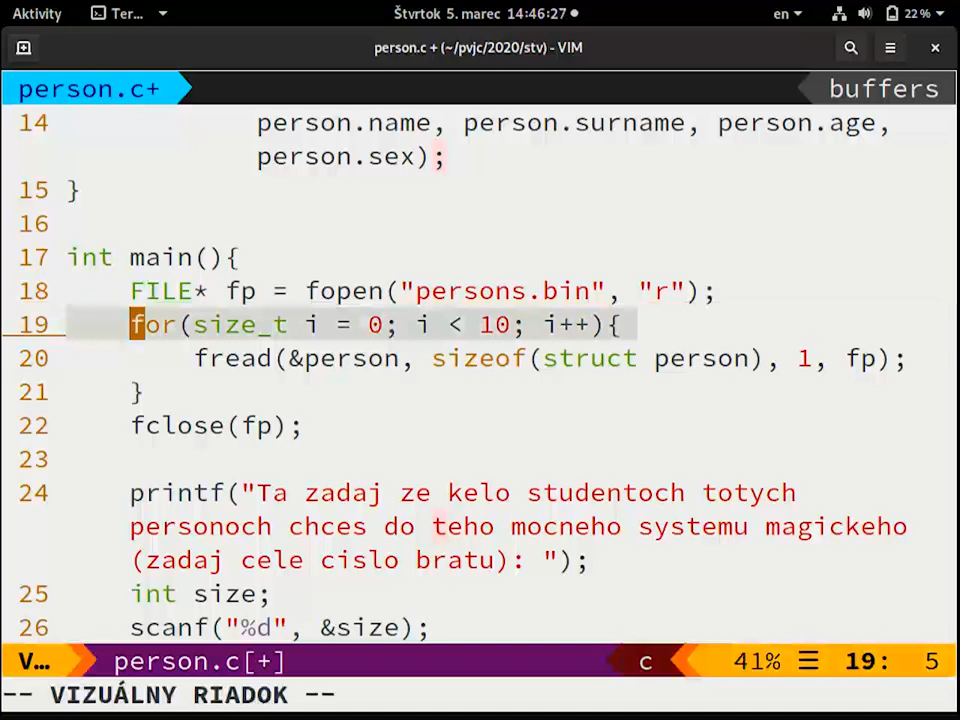 Aktivity Ter... Štvrtok 5. marec 14:46:27 en 22%
person.c + (~/pvjc/2020/stv) - VIM
person.c+ buffers
14 person.name, person.surname, person.age,
person.sex);
15 }
16
17 int main(){
18 FILE* fp = fopen("persons.bin", "r");
19 for(size_t i = 0; i < 10; i++){
20 fread(&person, sizeof(struct person), 1, fp);
21 }
22 fclose(fp);
23
24 printf("Ta zadaj ze kelo studentoch totych
personoch chces do teho mocneho systemu magickeho
(zadaj cele cislo bratu): ");
25 int size;
26 scanf("%d", &size);
V... person.c[+] c 41% ☰ 19: 5
-- VIZUÁLNY RIADOK --